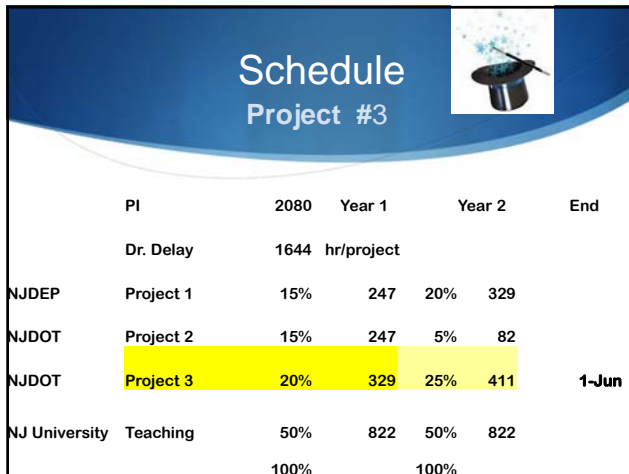 Schedule
Project #3
PI 2080 Year 1 Year 2 End
Dr. Delay 1644 hr/project
NJDEP Project 1 15% 247 20% 329
NJDOT Project 2 15% 247 5% 82
NJDOT Project 3 20% 329 25% 411 1-Jun
NJ University Teaching 50% 822 50% 822
100% 100%